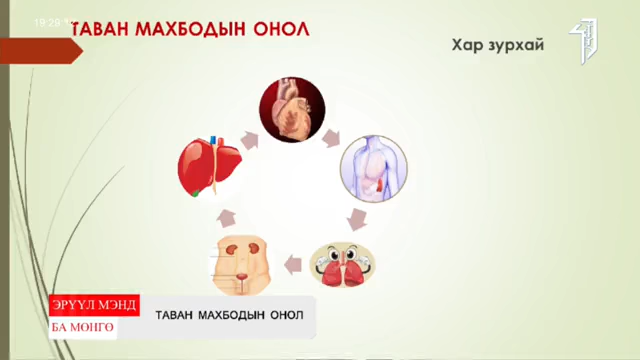 ТАВАН МАХБОДЫН ОНОЛ
Хар зурхай
ЭРҮҮЛ МЭНД
БА МОНГО
ТАВАН МАХБОДЫН ОНОЛ